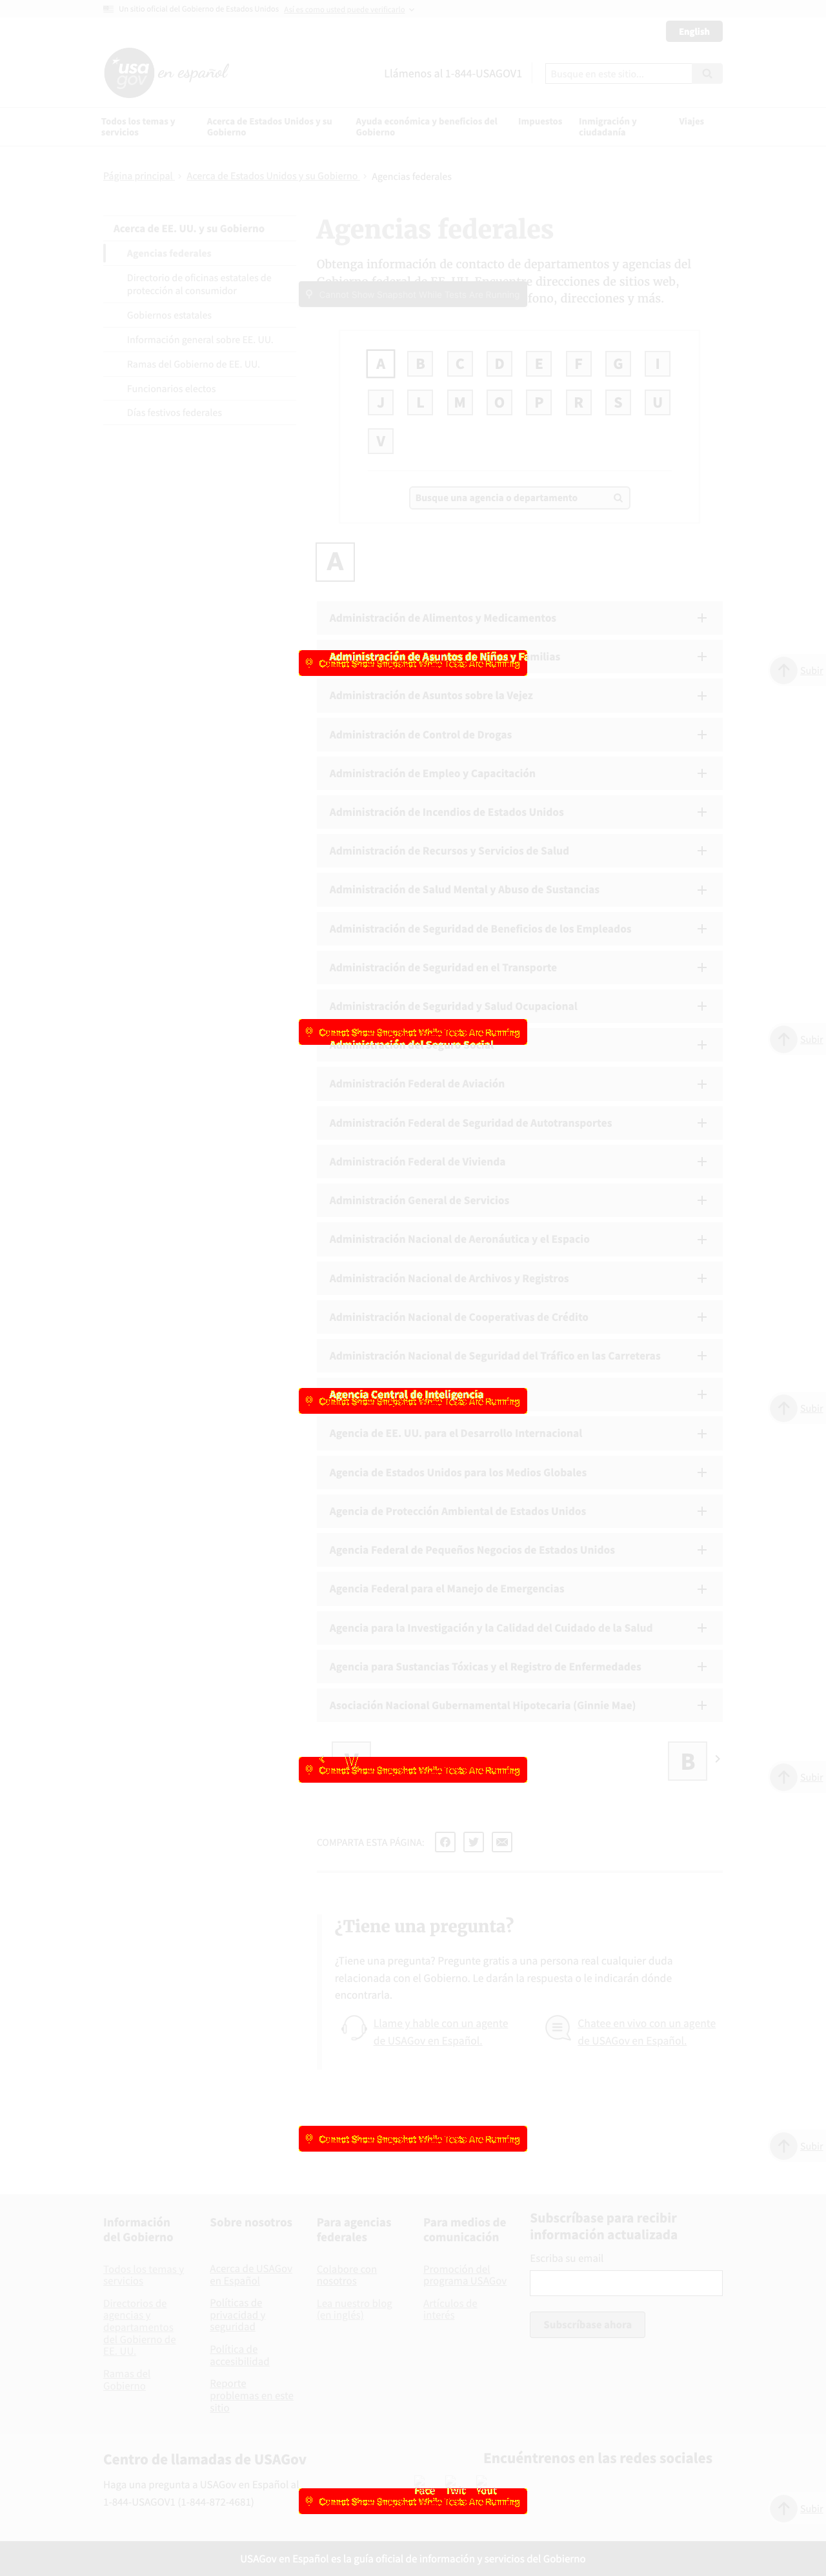 Un sitio oficial del Gobierno de Estados Unidos Así es como usted puede verificarlo
English
usa gov en español
Llámenos al 1-844-USAGOV1
Busque en este sitio...
Todos los temas y servicios
Acerca de Estados Unidos y su Gobierno
Ayuda económica y beneficios del Gobierno
Impuestos
Inmigración y ciudadanía
Viajes
Página principal › Acerca de Estados Unidos y su Gobierno › Agencias federales
Acerca de EE. UU. y su Gobierno
Agencias federales
Directorio de oficinas estatales de
protección al consumidor
Gobiernos estatales
Información general sobre EE. UU.
Ramas del Gobierno de EE. UU.
Funcionarios electos
Días festivos federales
Agencias federales
Obtenga información de contacto de departamentos y agencias del
Gobierno federal de EE. UU. Encuentre direcciones de sitios web,
fono, direcciones y más.
Cannot Show Snapshot While Tests Are Running
A B C D E F G I
J L M O P R S U
V
Busque una agencia o departamento
A
Administración de Alimentos y Medicamentos
Administración de Asuntos de Niños y Familias
Cannot Show Snapshot While Tests Are Running
Subir
Administración de Asuntos sobre la Vejez
Administración de Control de Drogas
Administración de Empleo y Capacitación
Administración de Incendios de Estados Unidos
Administración de Recursos y Servicios de Salud
Administración de Salud Mental y Abuso de Sustancias
Administración de Seguridad de Beneficios de los Empleados
Administración de Seguridad en el Transporte
Administración de Seguridad y Salud Ocupacional
Cannot Show Snapshot While Tests Are Running
Subir
Administración del Seguro Social
Administración Federal de Aviación
Administración Federal de Seguridad de Autotransportes
Administración Federal de Vivienda
Administración General de Servicios
Administración Nacional de Aeronáutica y el Espacio
Administración Nacional de Archivos y Registros
Administración Nacional de Cooperativas de Crédito
Administración Nacional de Seguridad del Tráfico en las Carreteras
Agencia Central de Inteligencia
Cannot Show Snapshot While Tests Are Running
Subir
Agencia de EE. UU. para el Desarrollo Internacional
Agencia de Estados Unidos para los Medios Globales
Agencia de Protección Ambiental de Estados Unidos
Agencia Federal de Pequeños Negocios de Estados Unidos
Agencia Federal para el Manejo de Emergencias
Agencia para la Investigación y la Calidad del Cuidado de la Salud
Agencia para Sustancias Tóxicas y el Registro de Enfermedades
Asociación Nacional Gubernamental Hipotecaria (Ginnie Mae)
V B
Cannot Show Snapshot While Tests Are Running
Subir
COMPARTA ESTA PÁGINA:
¿Tiene una pregunta?
¿Tiene una pregunta? Pregunte gratis a una persona real cualquier duda
relacionada con el Gobierno. Le darán la respuesta o le indicarán dónde
encontrarla.
Llame y hable con un agente
de USAGov en Español.
Chatee en vivo con un agente
de USAGov en Español.
Cannot Show Snapshot While Tests Are Running
Subir
Información
del Gobierno
Todos los temas y
servicios
Directorio de
agencias y
departamentos
del Gobierno de
EE. UU.
Ramas del
Gobierno
Sobre nosotros
Acerca de USAGov
en Español
Políticas de
privacidad y
seguridad
Política de
accesibilidad
Reporte
problemas en este
sitio
Para agencias
federales
Colabore con
nosotros
Lea nuestro blog
(en inglés)
Para medios de
comunicación
Promoción del
programa USAGov
Artículos de
interés
Suscríbase para recibir
información actualizada
Escriba su email
Suscríbase ahora
Centro de llamadas de USAGov
Haga una pregunta a USAGov en Español al
1-844-USAGOV1 (1-844-872-4681)
Encuéntrenos en las redes sociales
Face Twit Yout
Cannot Show Snapshot While Tests Are Running
Subir
USAGov en Español es la guía oficial de información y servicios del Gobierno